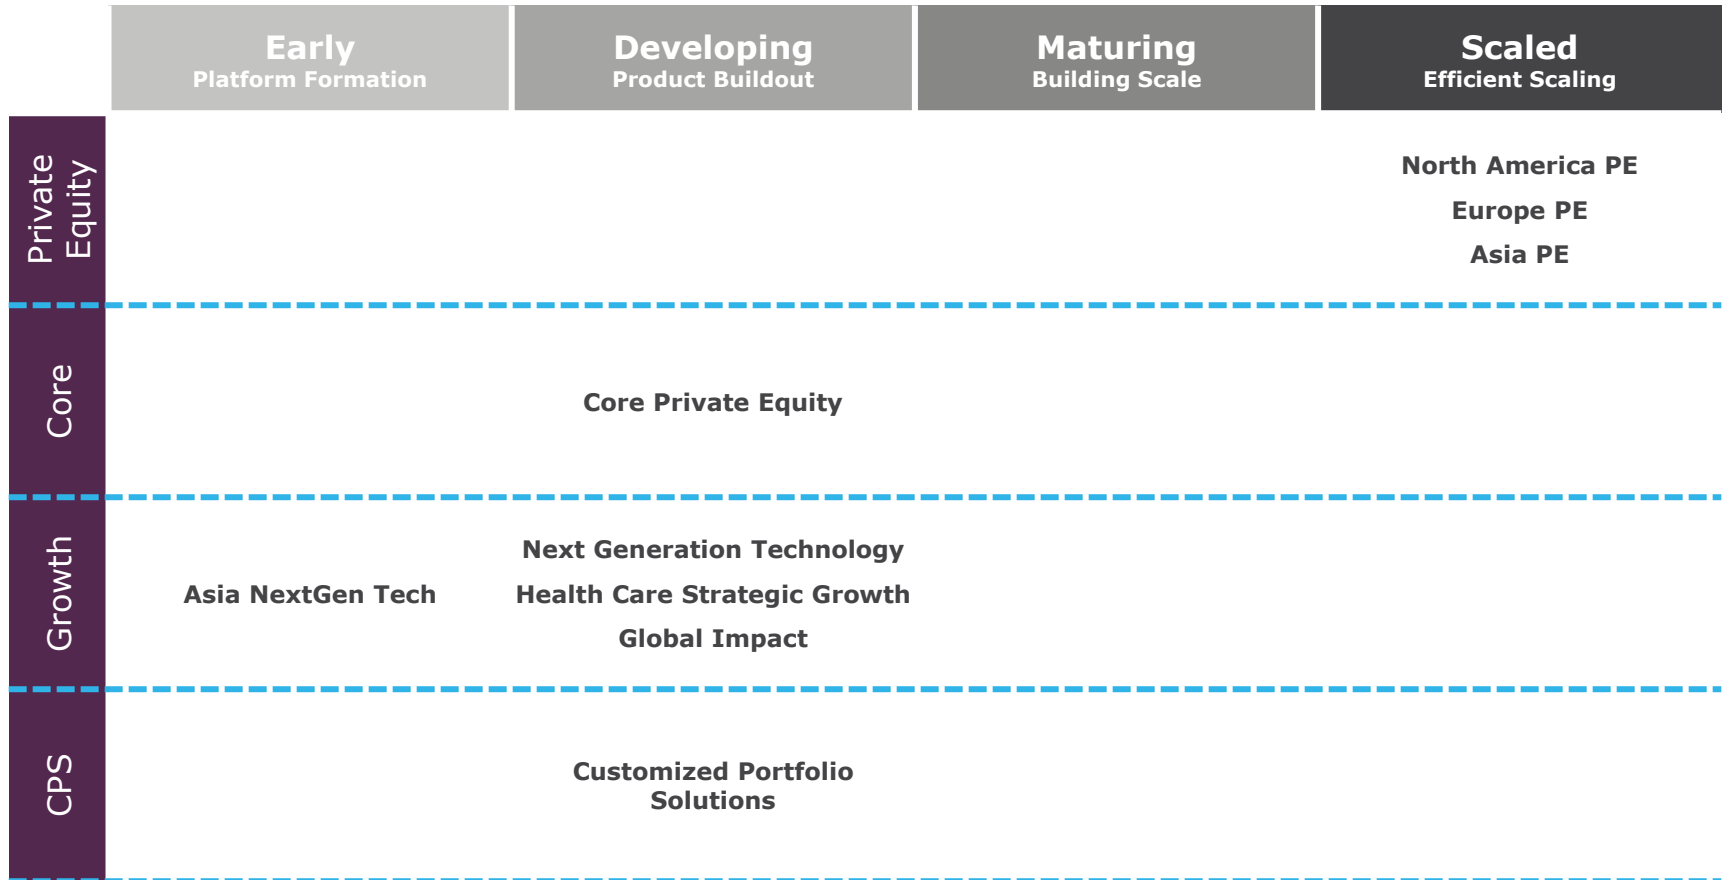 Early
Platform Formation
Developing
Product Buildout
Maturing
Building Scale
Scaled
Efficient Scaling
Private
Equity
North America PE
Europe PE
Asia PE
Core
Core Private Equity
Growth
Asia NextGen Tech
Next Generation Technology
Health Care Strategic Growth
Global Impact
CPS
Customized Portfolio
Solutions